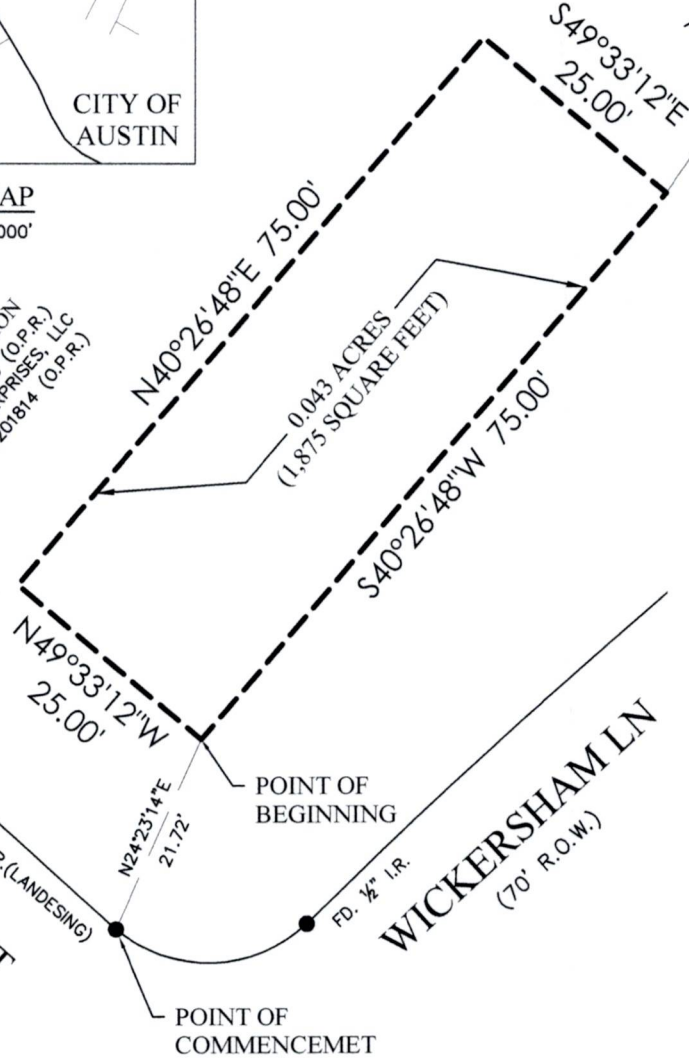 CITY OF
AUSTIN
AP
000'
ON
(O.P.R.)
RPRISES, LLC
201814 (O.P.R.)
S49°33'12"E
25.00'
N40°26'48"E 75.00'
0.043 ACRES
(1,875 SQUARE FEET)
S40°26'48"W 75.00'
N49°33'12"W
25.00'
POINT OF
BEGINNING
N24°23'14"E
21.72'
P.(LANDESING)
FD. ½" I.R.
WICKERSHAM LN
(70' R.O.W.)
T
POINT OF
COMMENCEMET